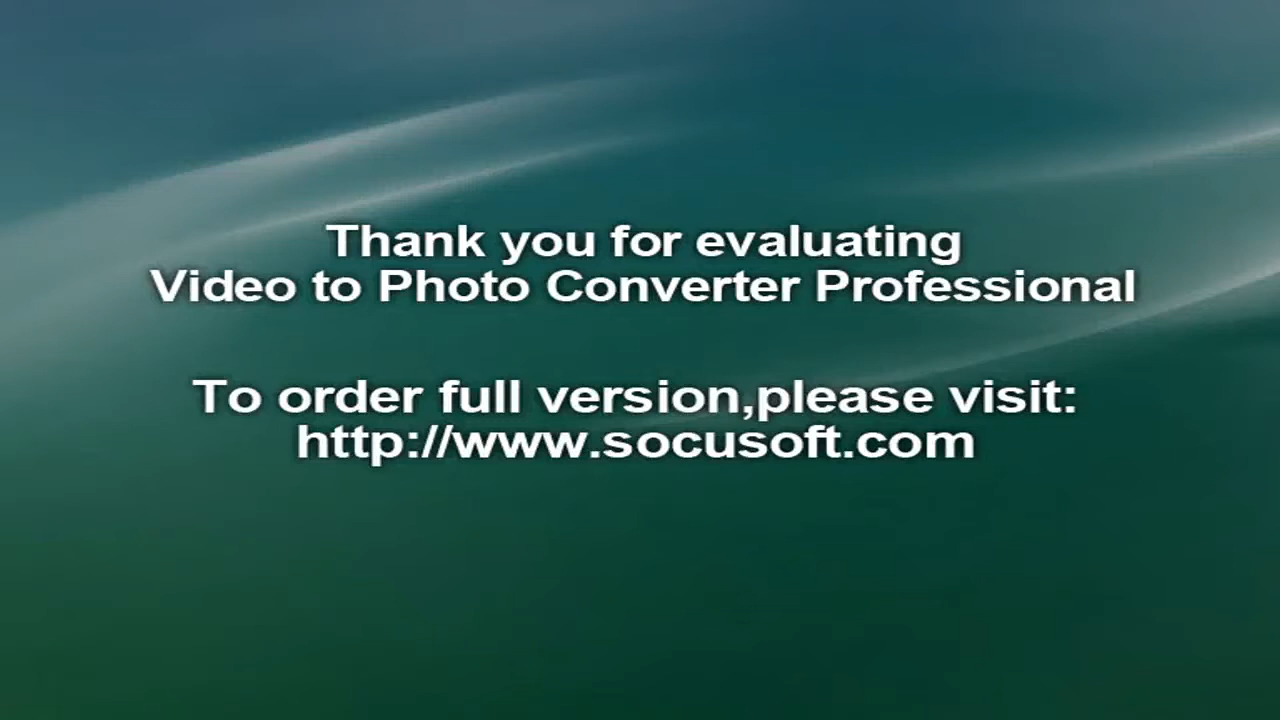 Thank you for evaluating
Video to Photo Converter Professional
To order full version,please visit:
http://www.socusoft.com